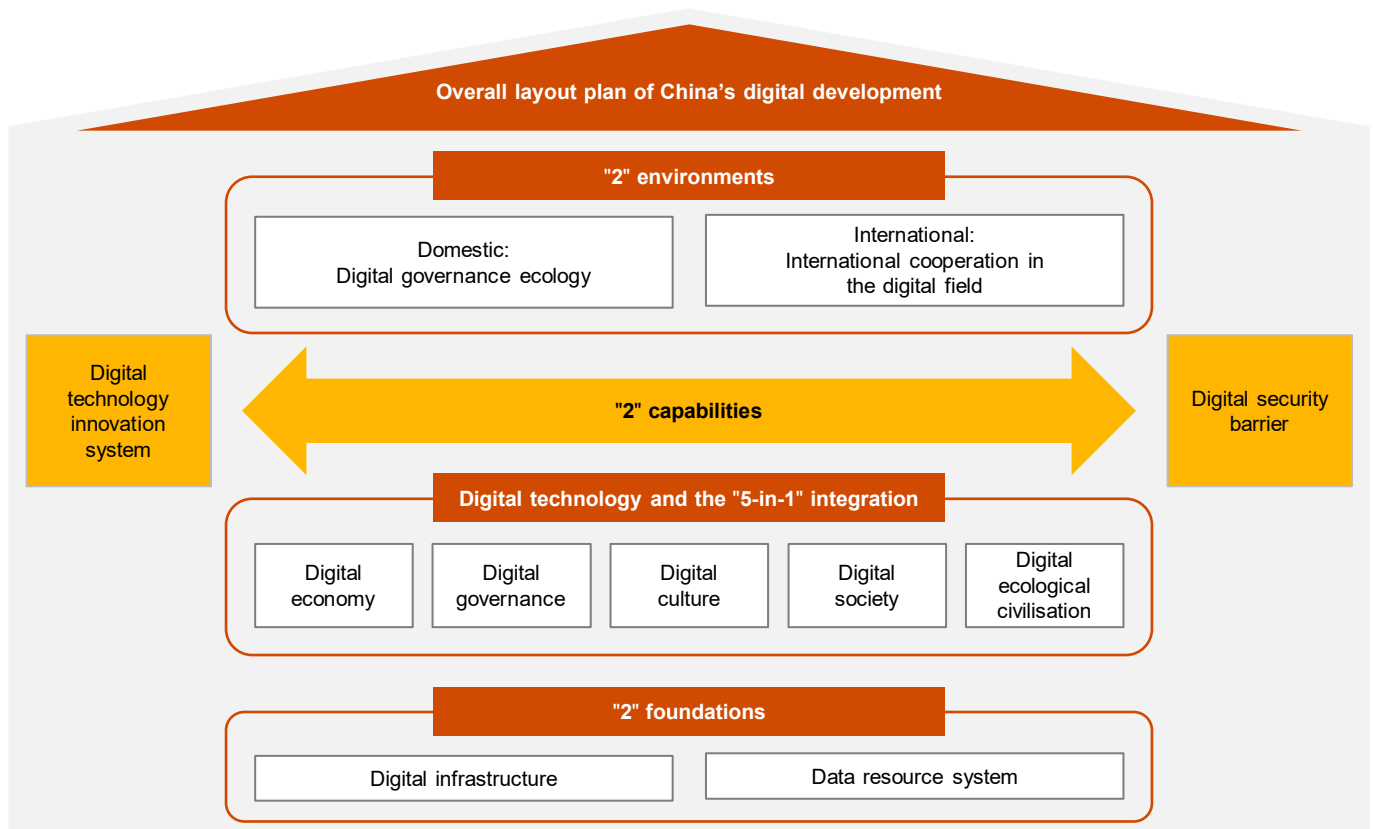 Overall layout plan of China’s digital development
"2" environments
Domestic:
Digital governance ecology
International:
International cooperation in
the digital field
Digital
technology
innovation
system
"2" capabilities
Digital security
barrier
Digital technology and the "5-in-1" integration
Digital
economy
Digital
governance
Digital
culture
Digital
society
Digital
ecological
civilisation
"2" foundations
Digital infrastructure
Data resource system